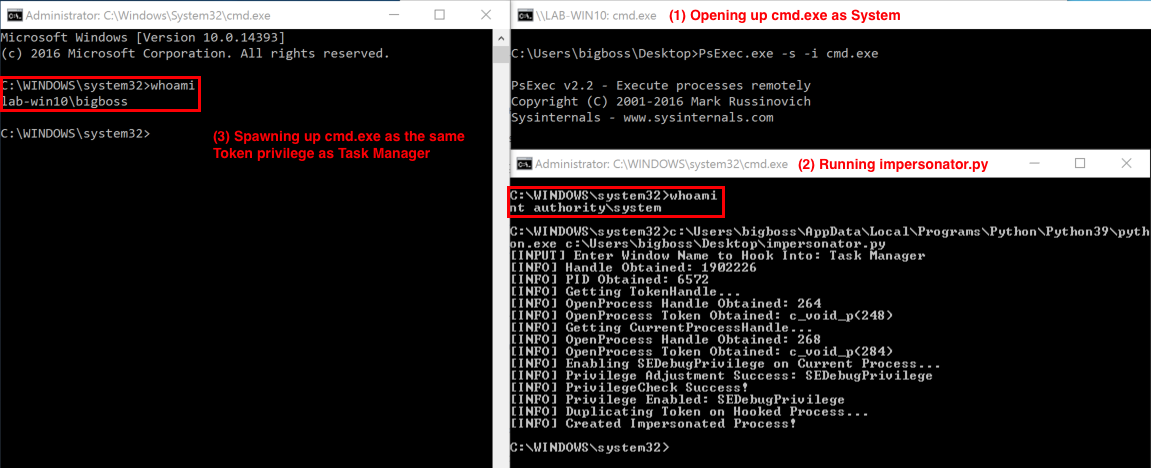 Administrator: C:\Windows\System32\cmd.exe
Microsoft Windows [Version 10.0.14393]
(c) 2016 Microsoft Corporation. All rights reserved.
C:\WINDOWS\system32>whoami
lab-win10\bigboss
C:\WINDOWS\system32>
(3) Spawning up cmd.exe as the same
Token privilege as Task Manager
\\LAB-WIN10: cmd.exe
(1) Opening up cmd.exe as System
C:\Users\bigboss\Desktop>PsExec.exe -s -i cmd.exe
PsExec v2.2 - Execute processes remotely
Copyright (C) 2001-2016 Mark Russinovich
Sysinternals - www.sysinternals.com
Administrator: C:\WINDOWS\system32\cmd.exe
(2) Running impersonator.py
C:\WINDOWS\system32>whoami
nt authority\system
C:\WINDOWS\system32>c:\Users\bigboss\AppData\Local\Programs\Python\Python39\pyth
on.exe c:\Users\bigboss\Desktop\impersonator.py
[INPUT] Enter Window Name to Hook Into: Task Manager
[INFO] Handle Obtained: 1902226
[INFO] PID Obtained: 6572
[INFO] Getting TokenHandle...
[INFO] OpenProcess Handle Obtained: 264
[INFO] OpenProcess Token Obtained: c_void_p(248)
[INFO] Getting CurrentProcessHandle...
[INFO] OpenProcess Handle Obtained: 268
[INFO] OpenProcess Token Obtained: c_void_p(284)
[INFO] Enabling SEDebugPrivilege on Current Process...
[INFO] Privilege Adjustment Success: SEDebugPrivilege
[INFO] PrivilegeCheck Success!
[INFO] Privilege Enabled: SEDebugPrivilege
[INFO] Duplicating Token on Hooked Process...
[INFO] Created Impersonated Process!
C:\WINDOWS\system32>